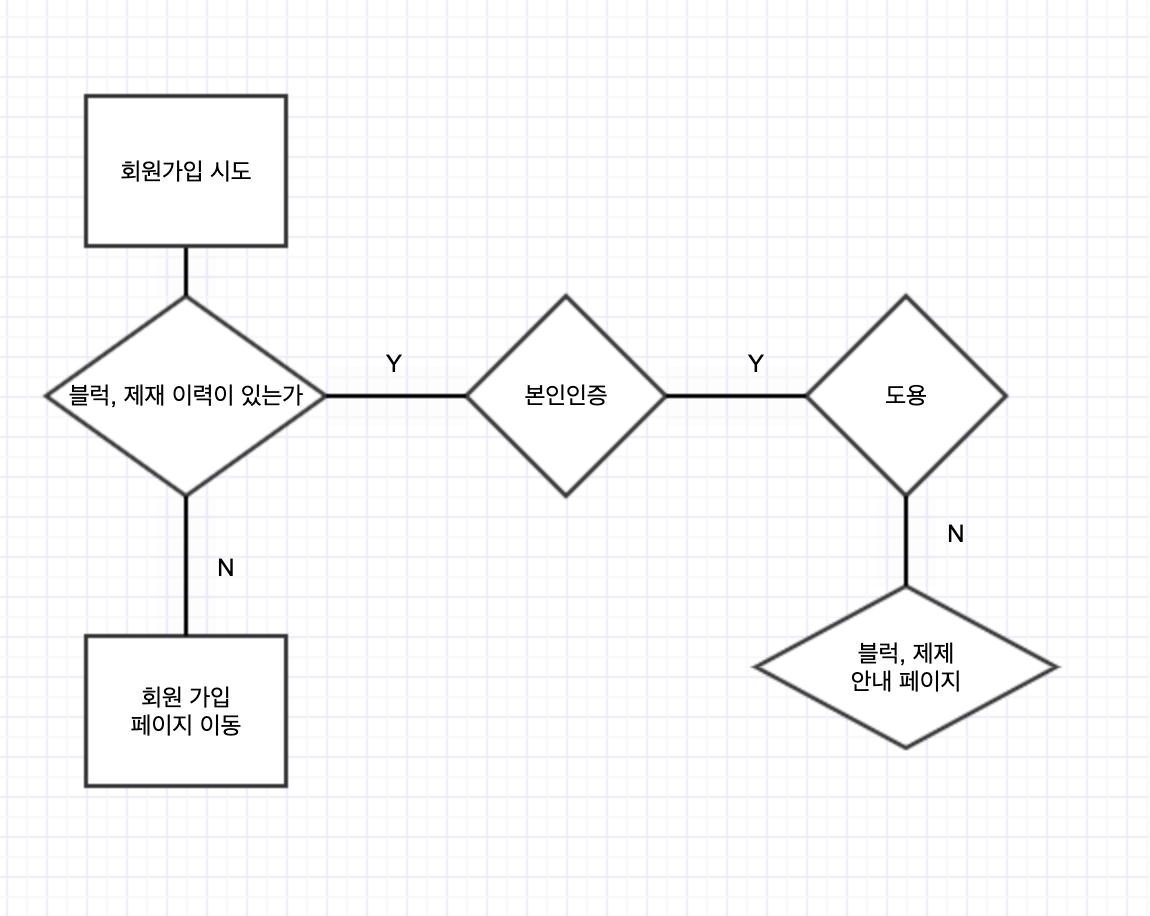 회원가입 시도
블럭, 제재 이력이 있는가
Y
본인인증
Y
도용
N
N
회원 가입
페이지 이동
블럭, 제제
안내 페이지